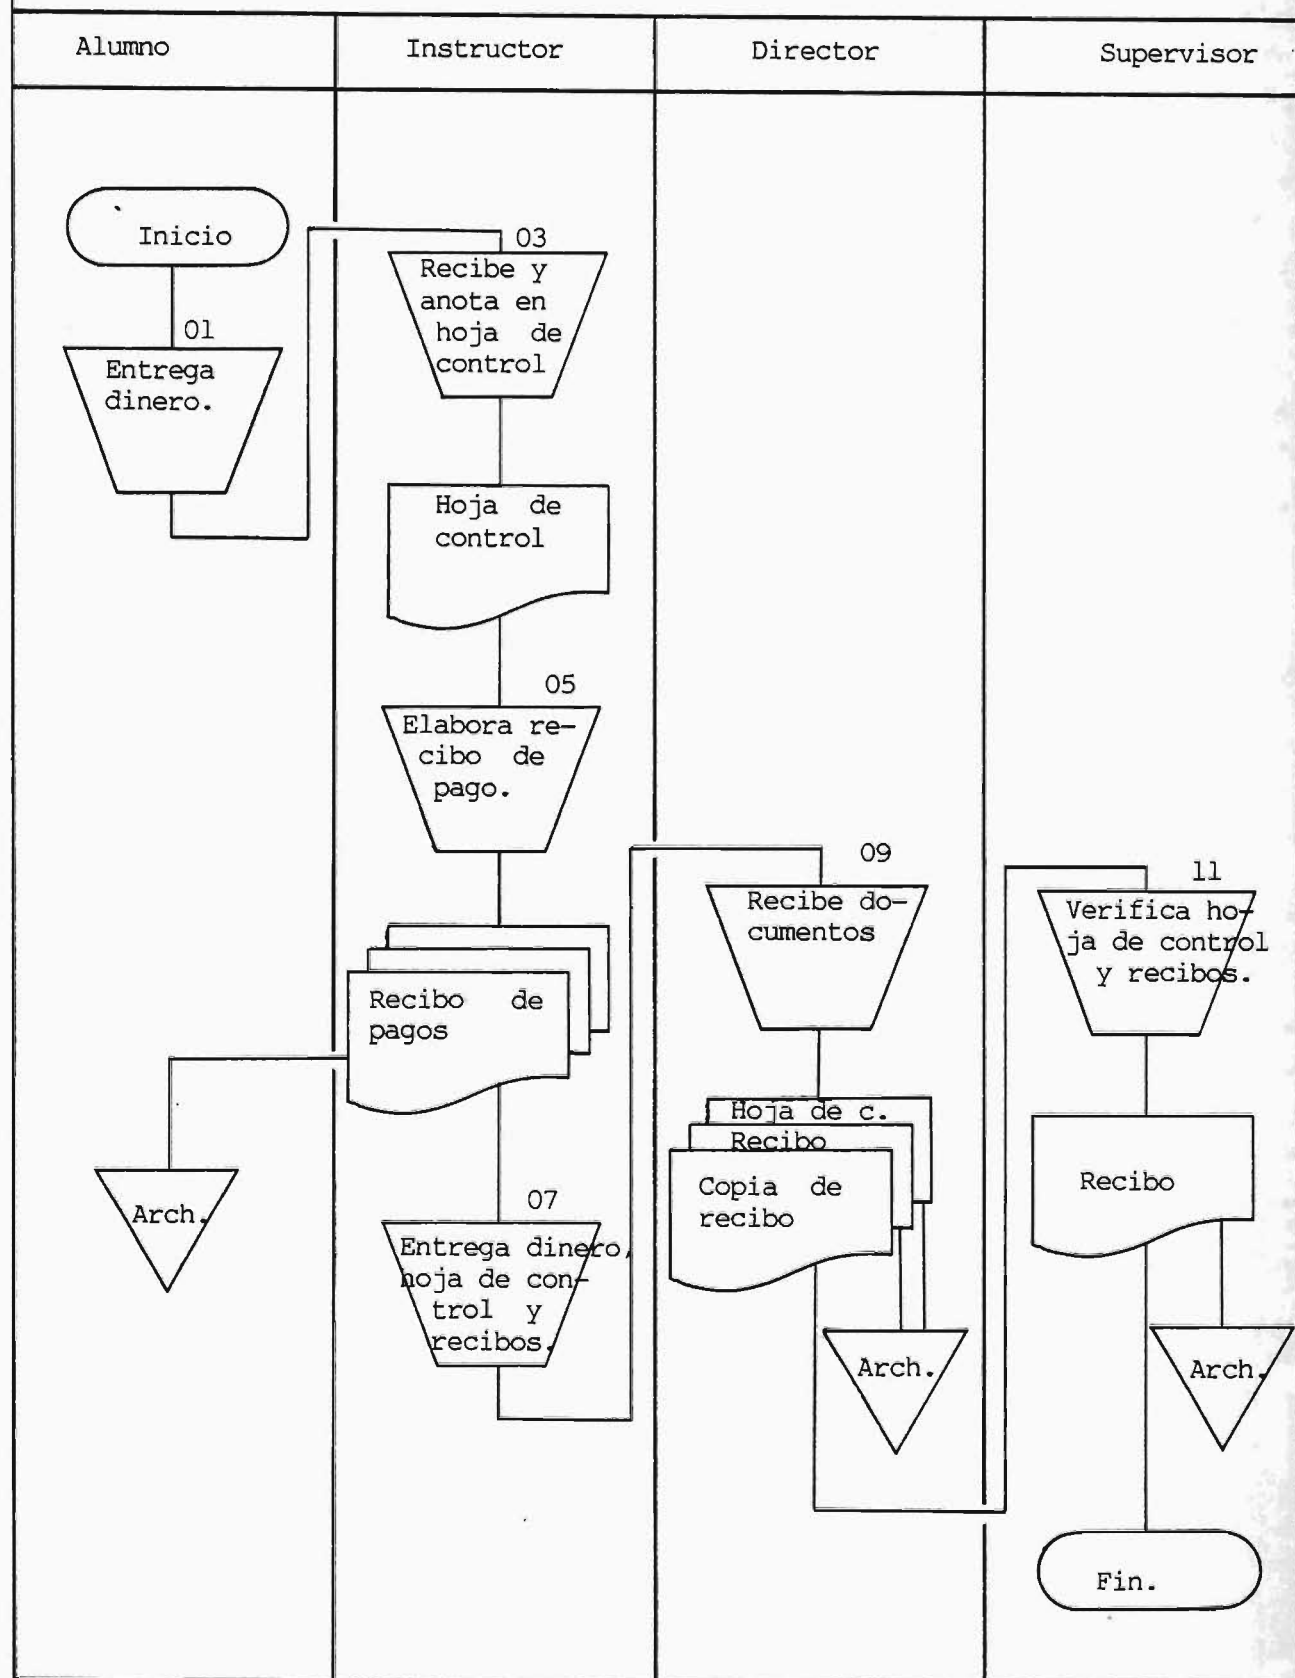 Alumno
Instructor
Director
Supervisor
Inicio
01
Entrega
dinero.
03
Recibe y
anota en
hoja de
control
Hoja de
control
05
Elabora re-
cibo de
pago.
Recibo de
pagos
Arch.
07
Entrega dinero,
hoja de con-
trol y
recibos.
09
Recibe do-
cumentos
Hoja de c.
Recibo
Copia de
recibo
Arch.
11
Verifica ho-
ja de control
y recibos.
Recibo
Arch.
Fin.